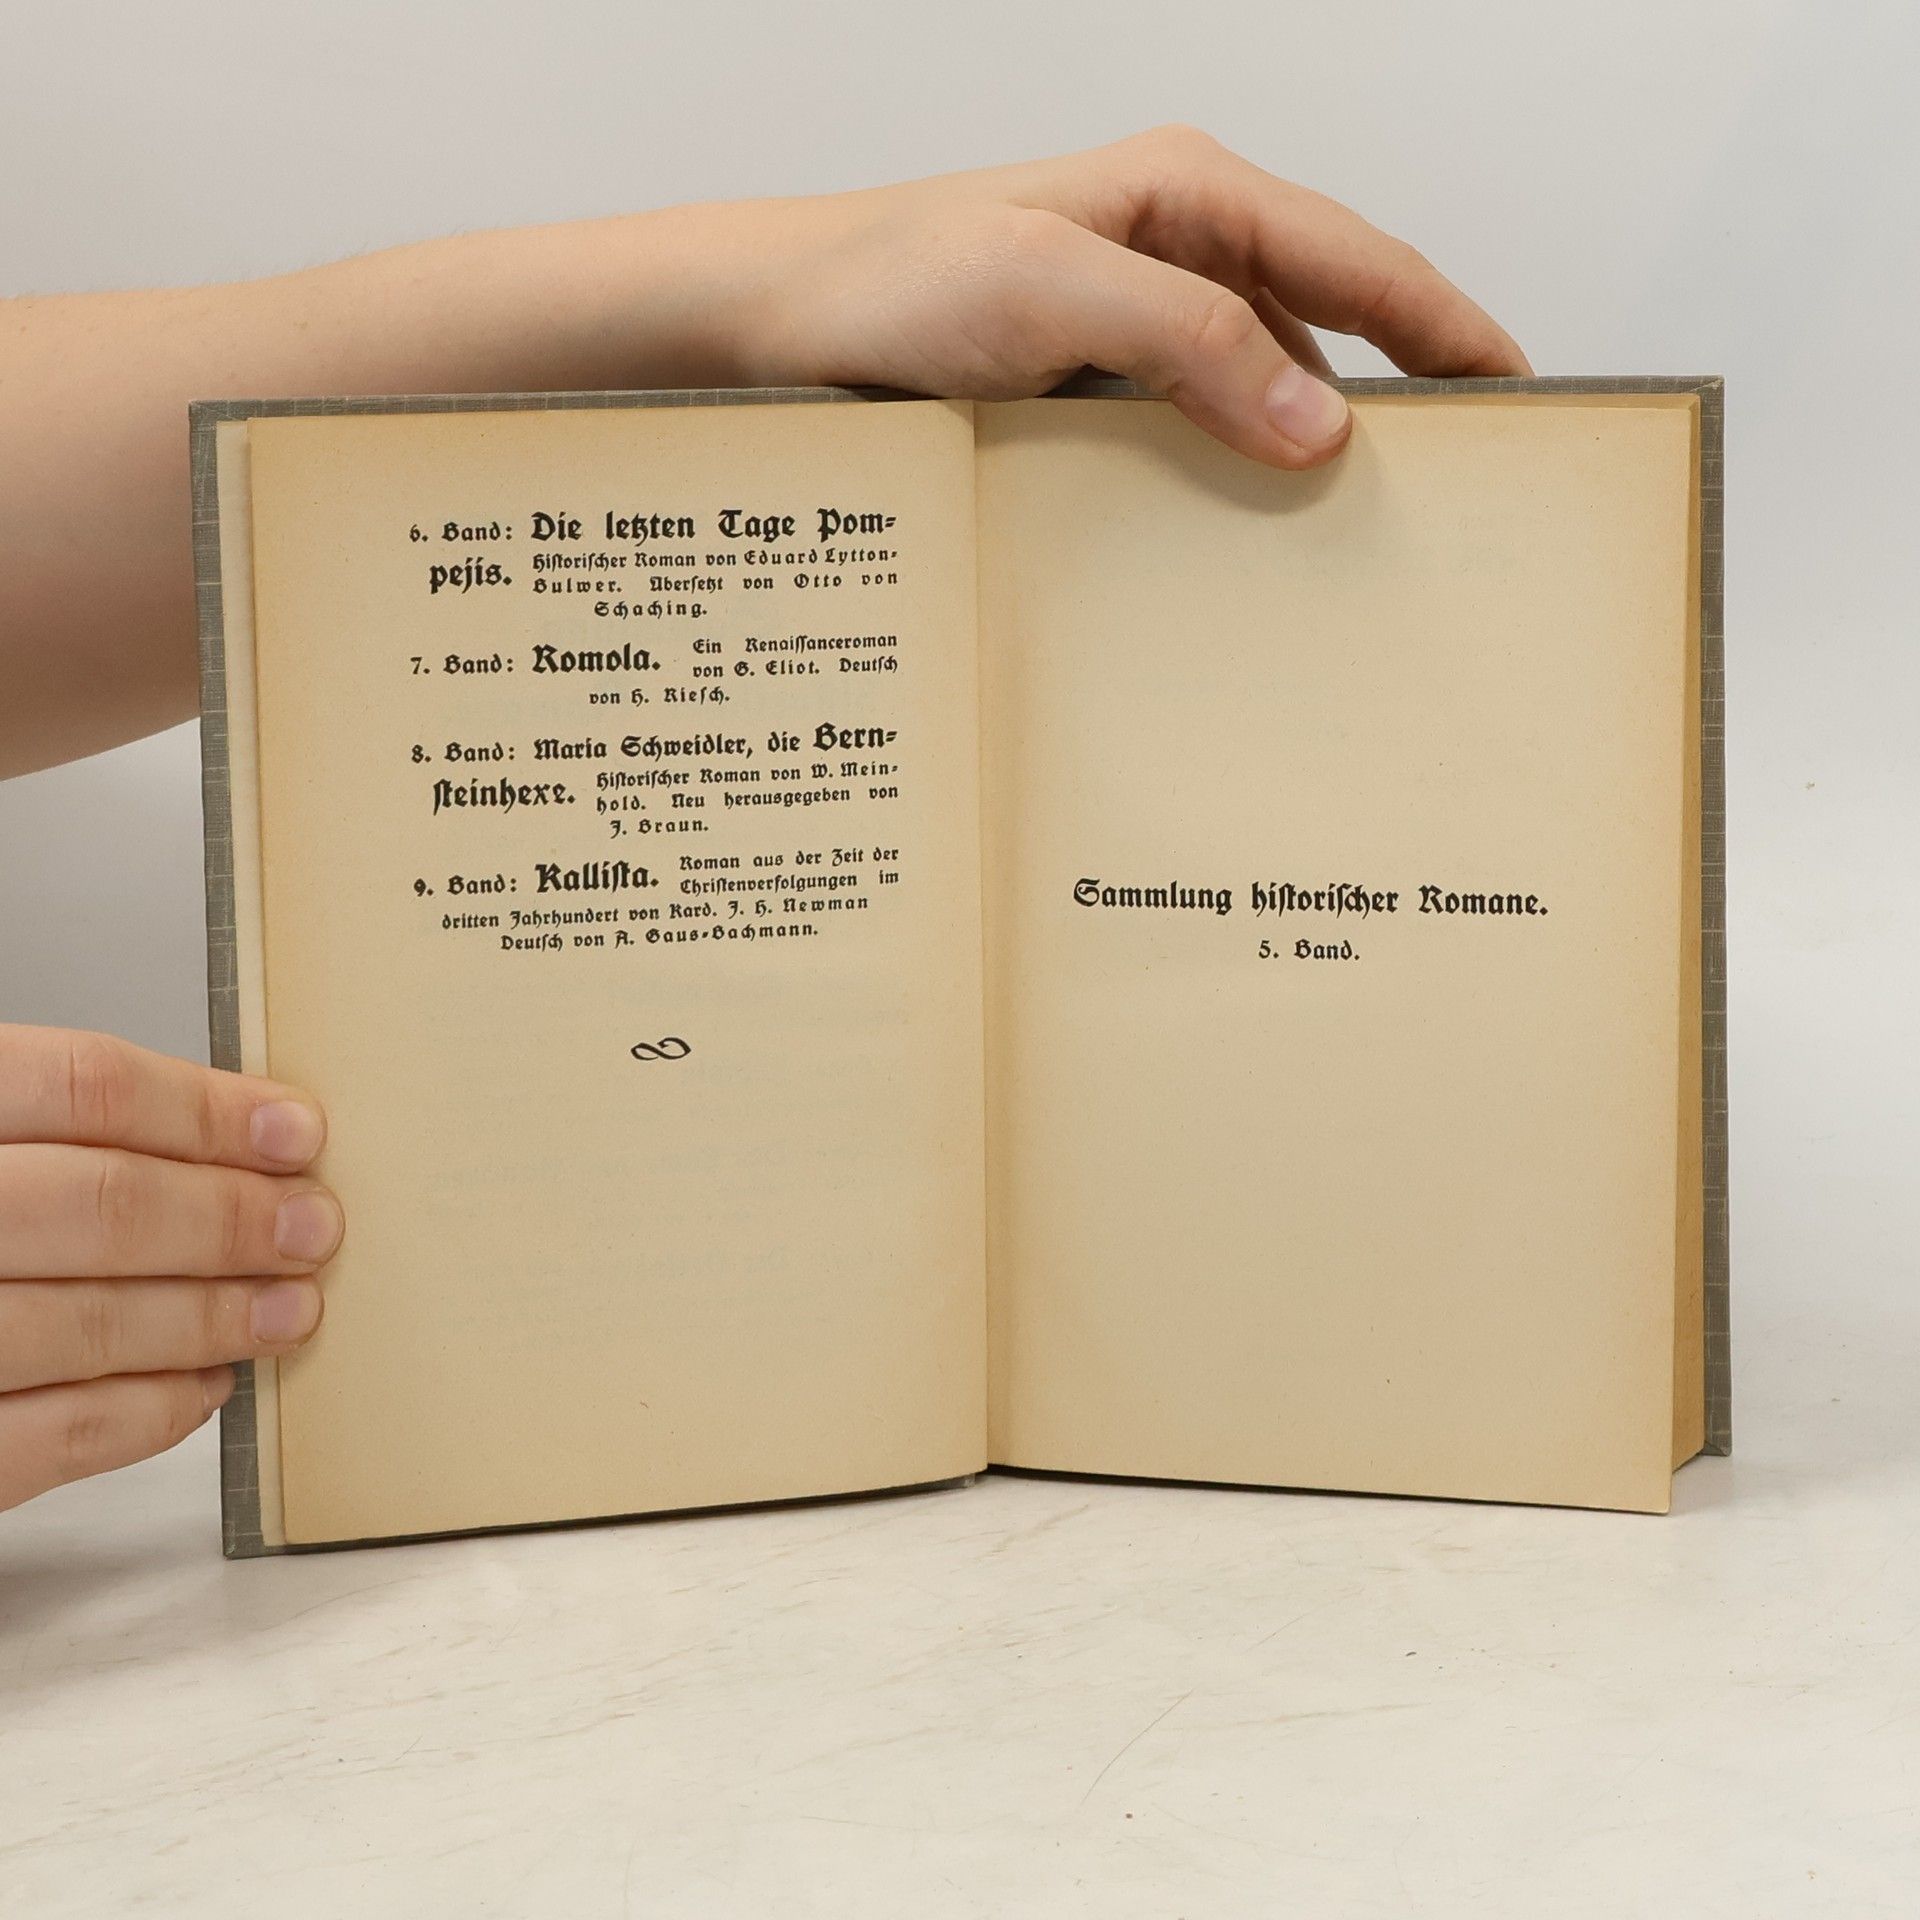 6. Band: Die letzten Tage Pom-
pejis. Historischer Roman von Eduard Lytton-
Bulwer. Übersetzt von Otto von
Schaching.
7. Band: Romola. Ein Renaissanceroman
von G. Eliot. Deutsch
von H. Riesch.
8. Band: Maria Schweidler, die Bern-
steinhexe. Historischer Roman von W. Mein-
hold. Neu herausgegeben von
J. Braun.
9. Band: Kallista. Roman aus der Zeit der
Christenverfolgungen im
dritten Jahrhundert von Kard. J. H. Newman
Deutsch von A. Gaus-Bachmann.
Sammlung historischer Romane.
5. Band.